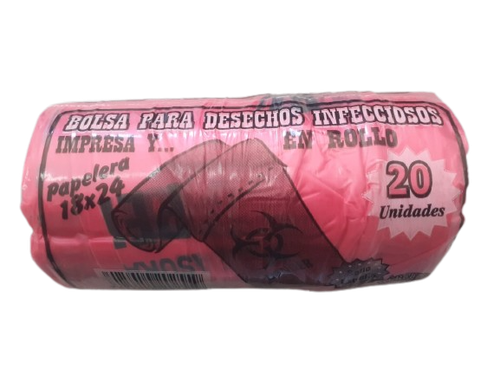 BOLSA PARA DESECHOS INFECCIOSOS
IMPRESA Y... EN ROLLO
Papelera
18x24
20
Unidades